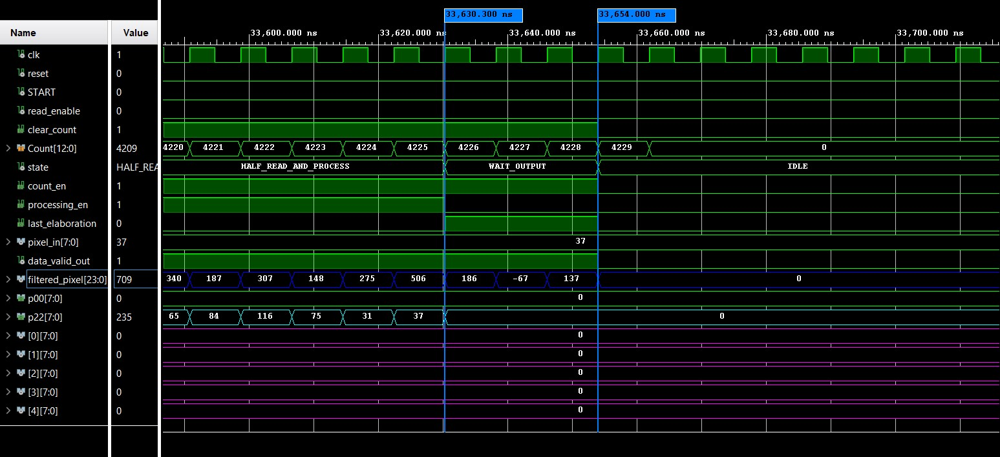 33,630.300 ns 33,654.000 ns
Name Value 33,600.000 ns 33,620.000 ns 33,640.000 ns 33,660.000 ns 33,680.000 ns 33,700.000 ns
clk 1
reset 0
START 0
read_enable 0
clear_count 1
Count[12:0] 4209 4220 4221 4222 4223 4224 4225 4226 4227 4228 4229 0
state HALF_REA HALF_READ_AND_PROCESS WAIT_OUTPUT IDLE
count_en 1
processing_en 1
last_elaboration 0
pixel_in[7:0] 37 37
data_valid_out 1
filtered_pixel[23:0] 709 340 187 307 148 275 506 186 -67 137 0
p00[7:0] 0 0
p22[7:0] 235 65 84 116 75 31 37 0
[0][7:0] 0 0
[1][7:0] 0 0
[2][7:0] 0 0
[3][7:0] 0 0
[4][7:0] 0 0